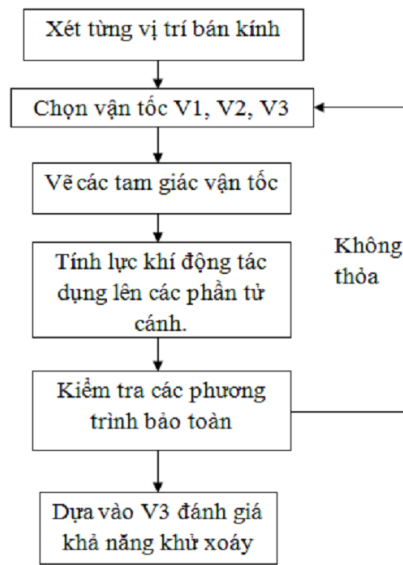 Xét từng vị trí bán kính
Chọn vận tốc V1, V2, V3
Vẽ các tam giác vận tốc
Tính lực khí động tác
dụng lên các phần tử
cánh.
Không
thỏa
Kiểm tra các phương
trình bảo toàn
Dựa vào V3 đánh giá
khả năng khử xoáy